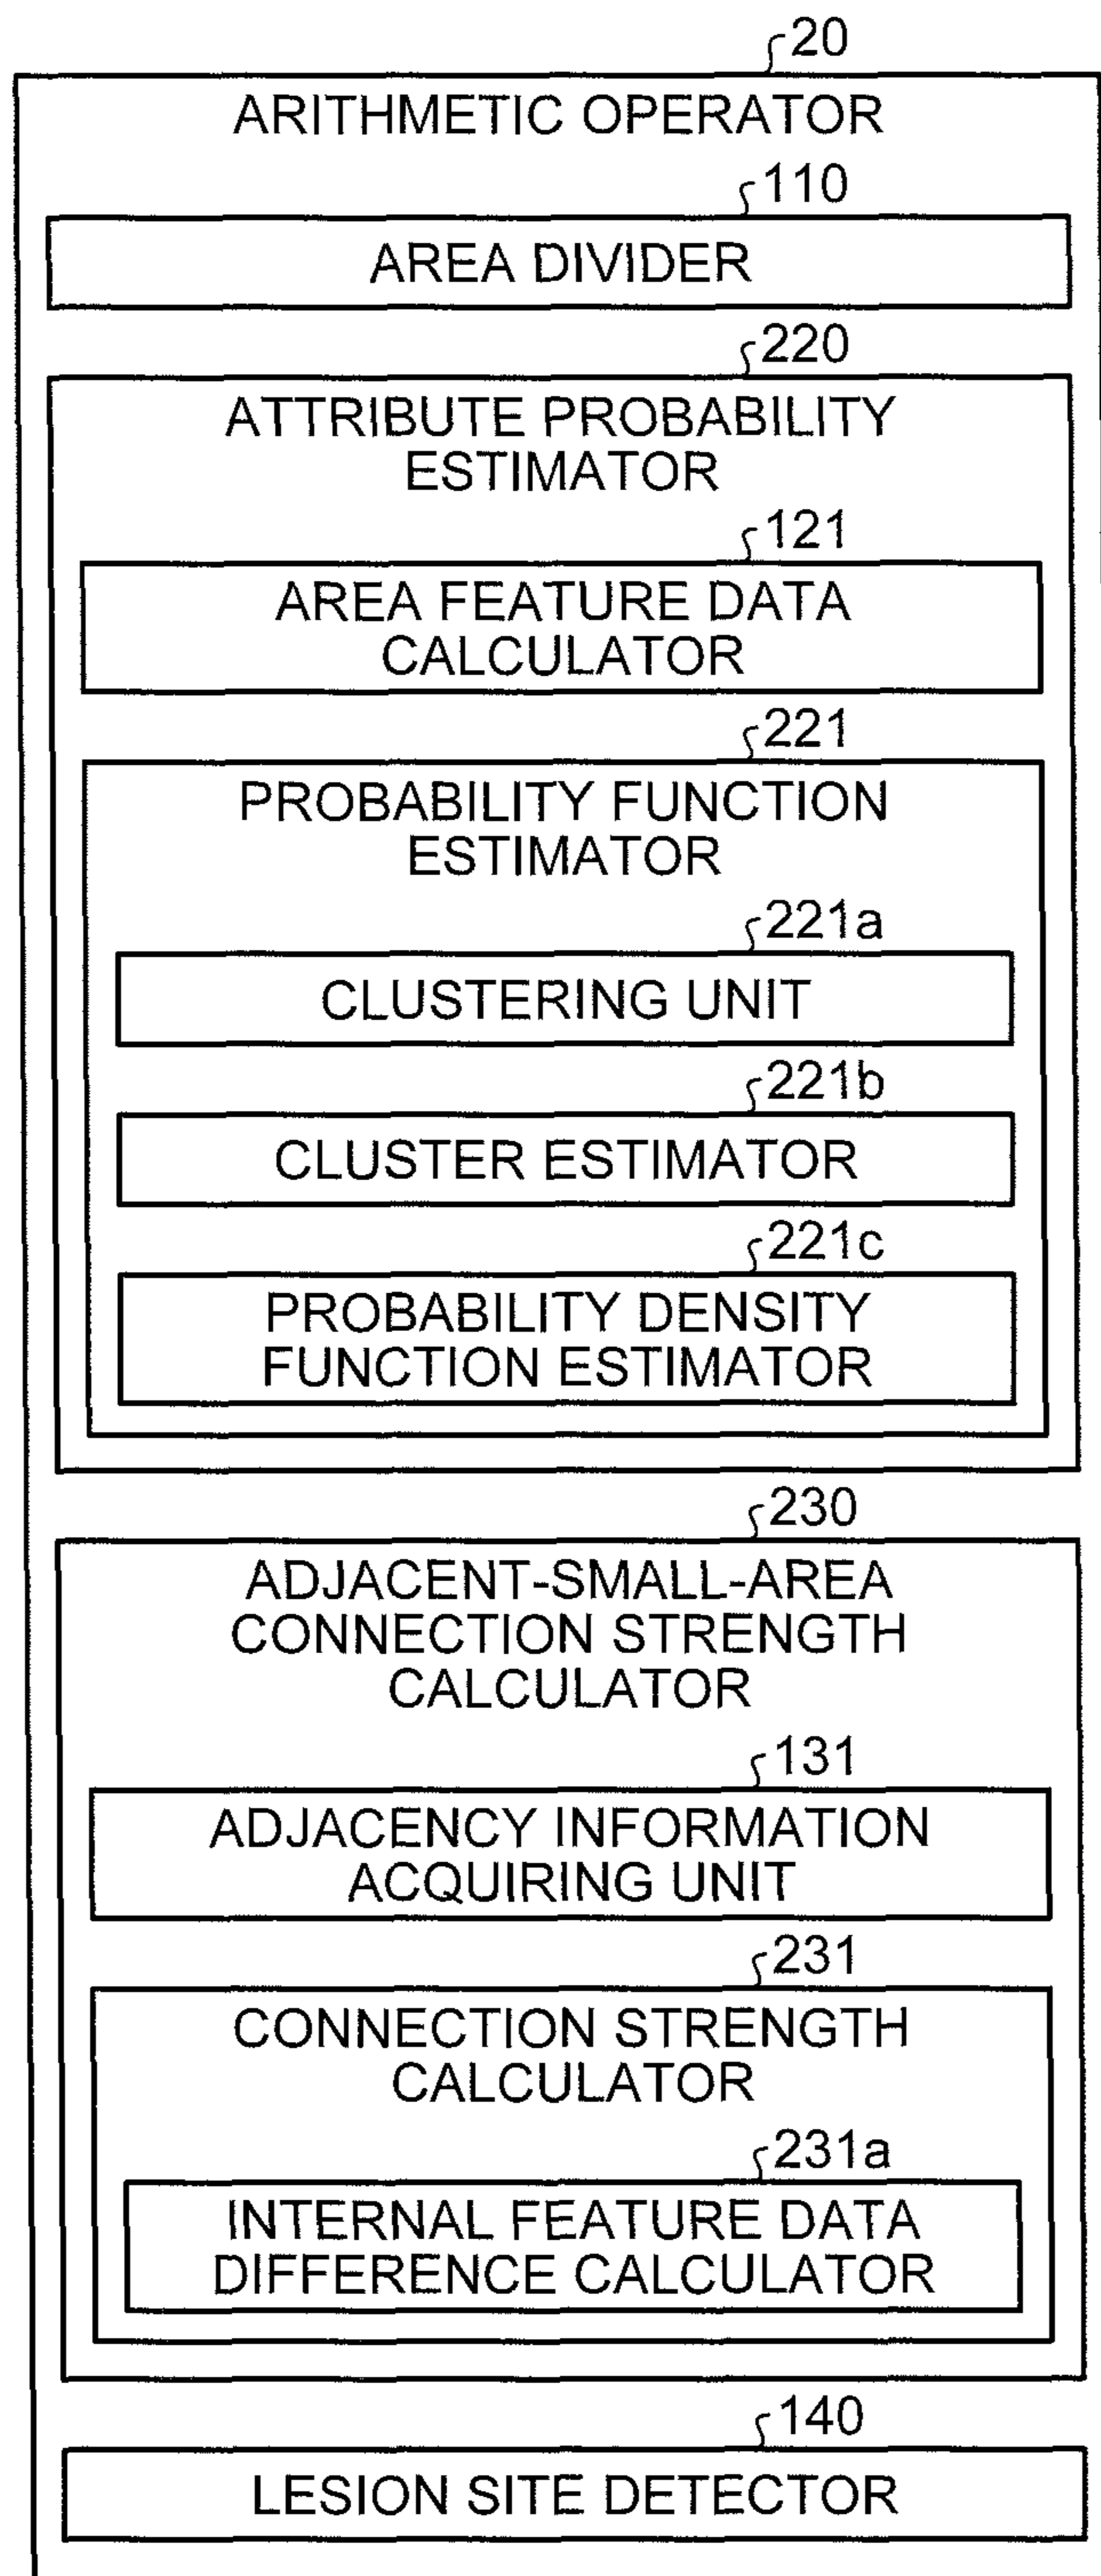 20
ARITHMETIC OPERATOR
110
AREA DIVIDER
220
ATTRIBUTE PROBABILITY
ESTIMATOR
121
AREA FEATURE DATA
CALCULATOR
221
PROBABILITY FUNCTION
ESTIMATOR
221a
CLUSTERING UNIT
221b
CLUSTER ESTIMATOR
221c
PROBABILITY DENSITY
FUNCTION ESTIMATOR
230
ADJACENT-SMALL-AREA
CONNECTION STRENGTH
CALCULATOR
131
ADJACENCY INFORMATION
ACQUIRING UNIT
231
CONNECTION STRENGTH
CALCULATOR
231a
INTERNAL FEATURE DATA
DIFFERENCE CALCULATOR
140
LESION SITE DETECTOR